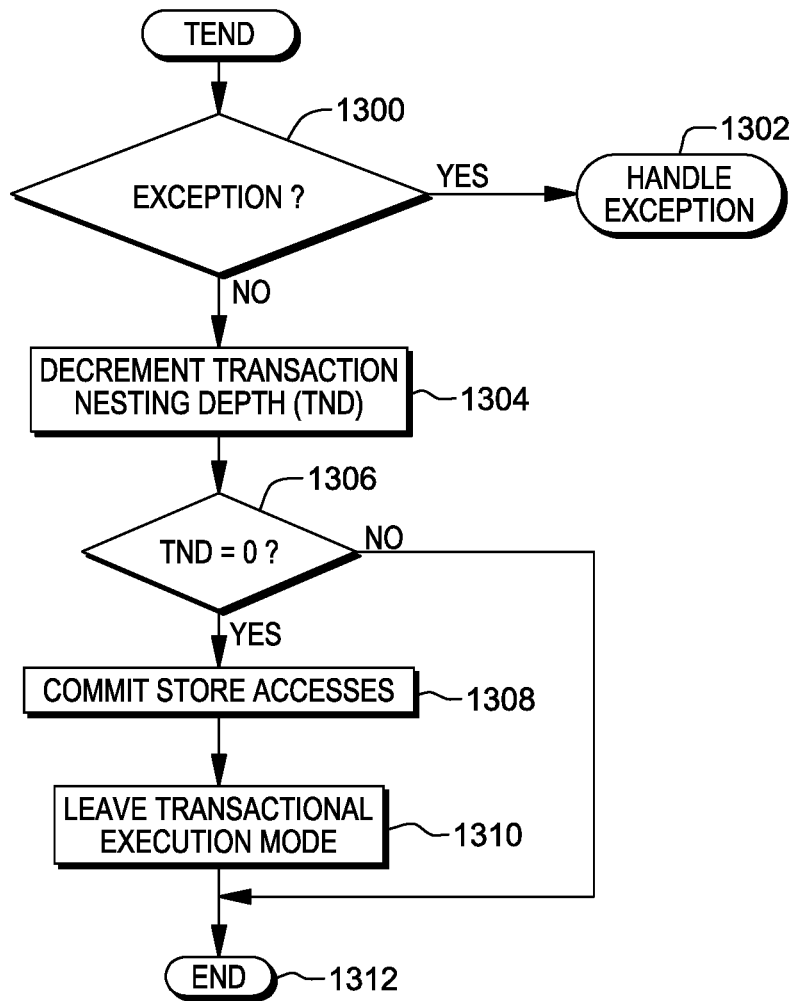 TEND
1300
EXCEPTION ?
YES
1302
HANDLE
EXCEPTION
NO
DECREMENT TRANSACTION
NESTING DEPTH (TND)
1304
1306
TND = 0 ?
NO
YES
COMMIT STORE ACCESSES
1308
LEAVE TRANSACTIONAL
EXECUTION MODE
1310
END
1312